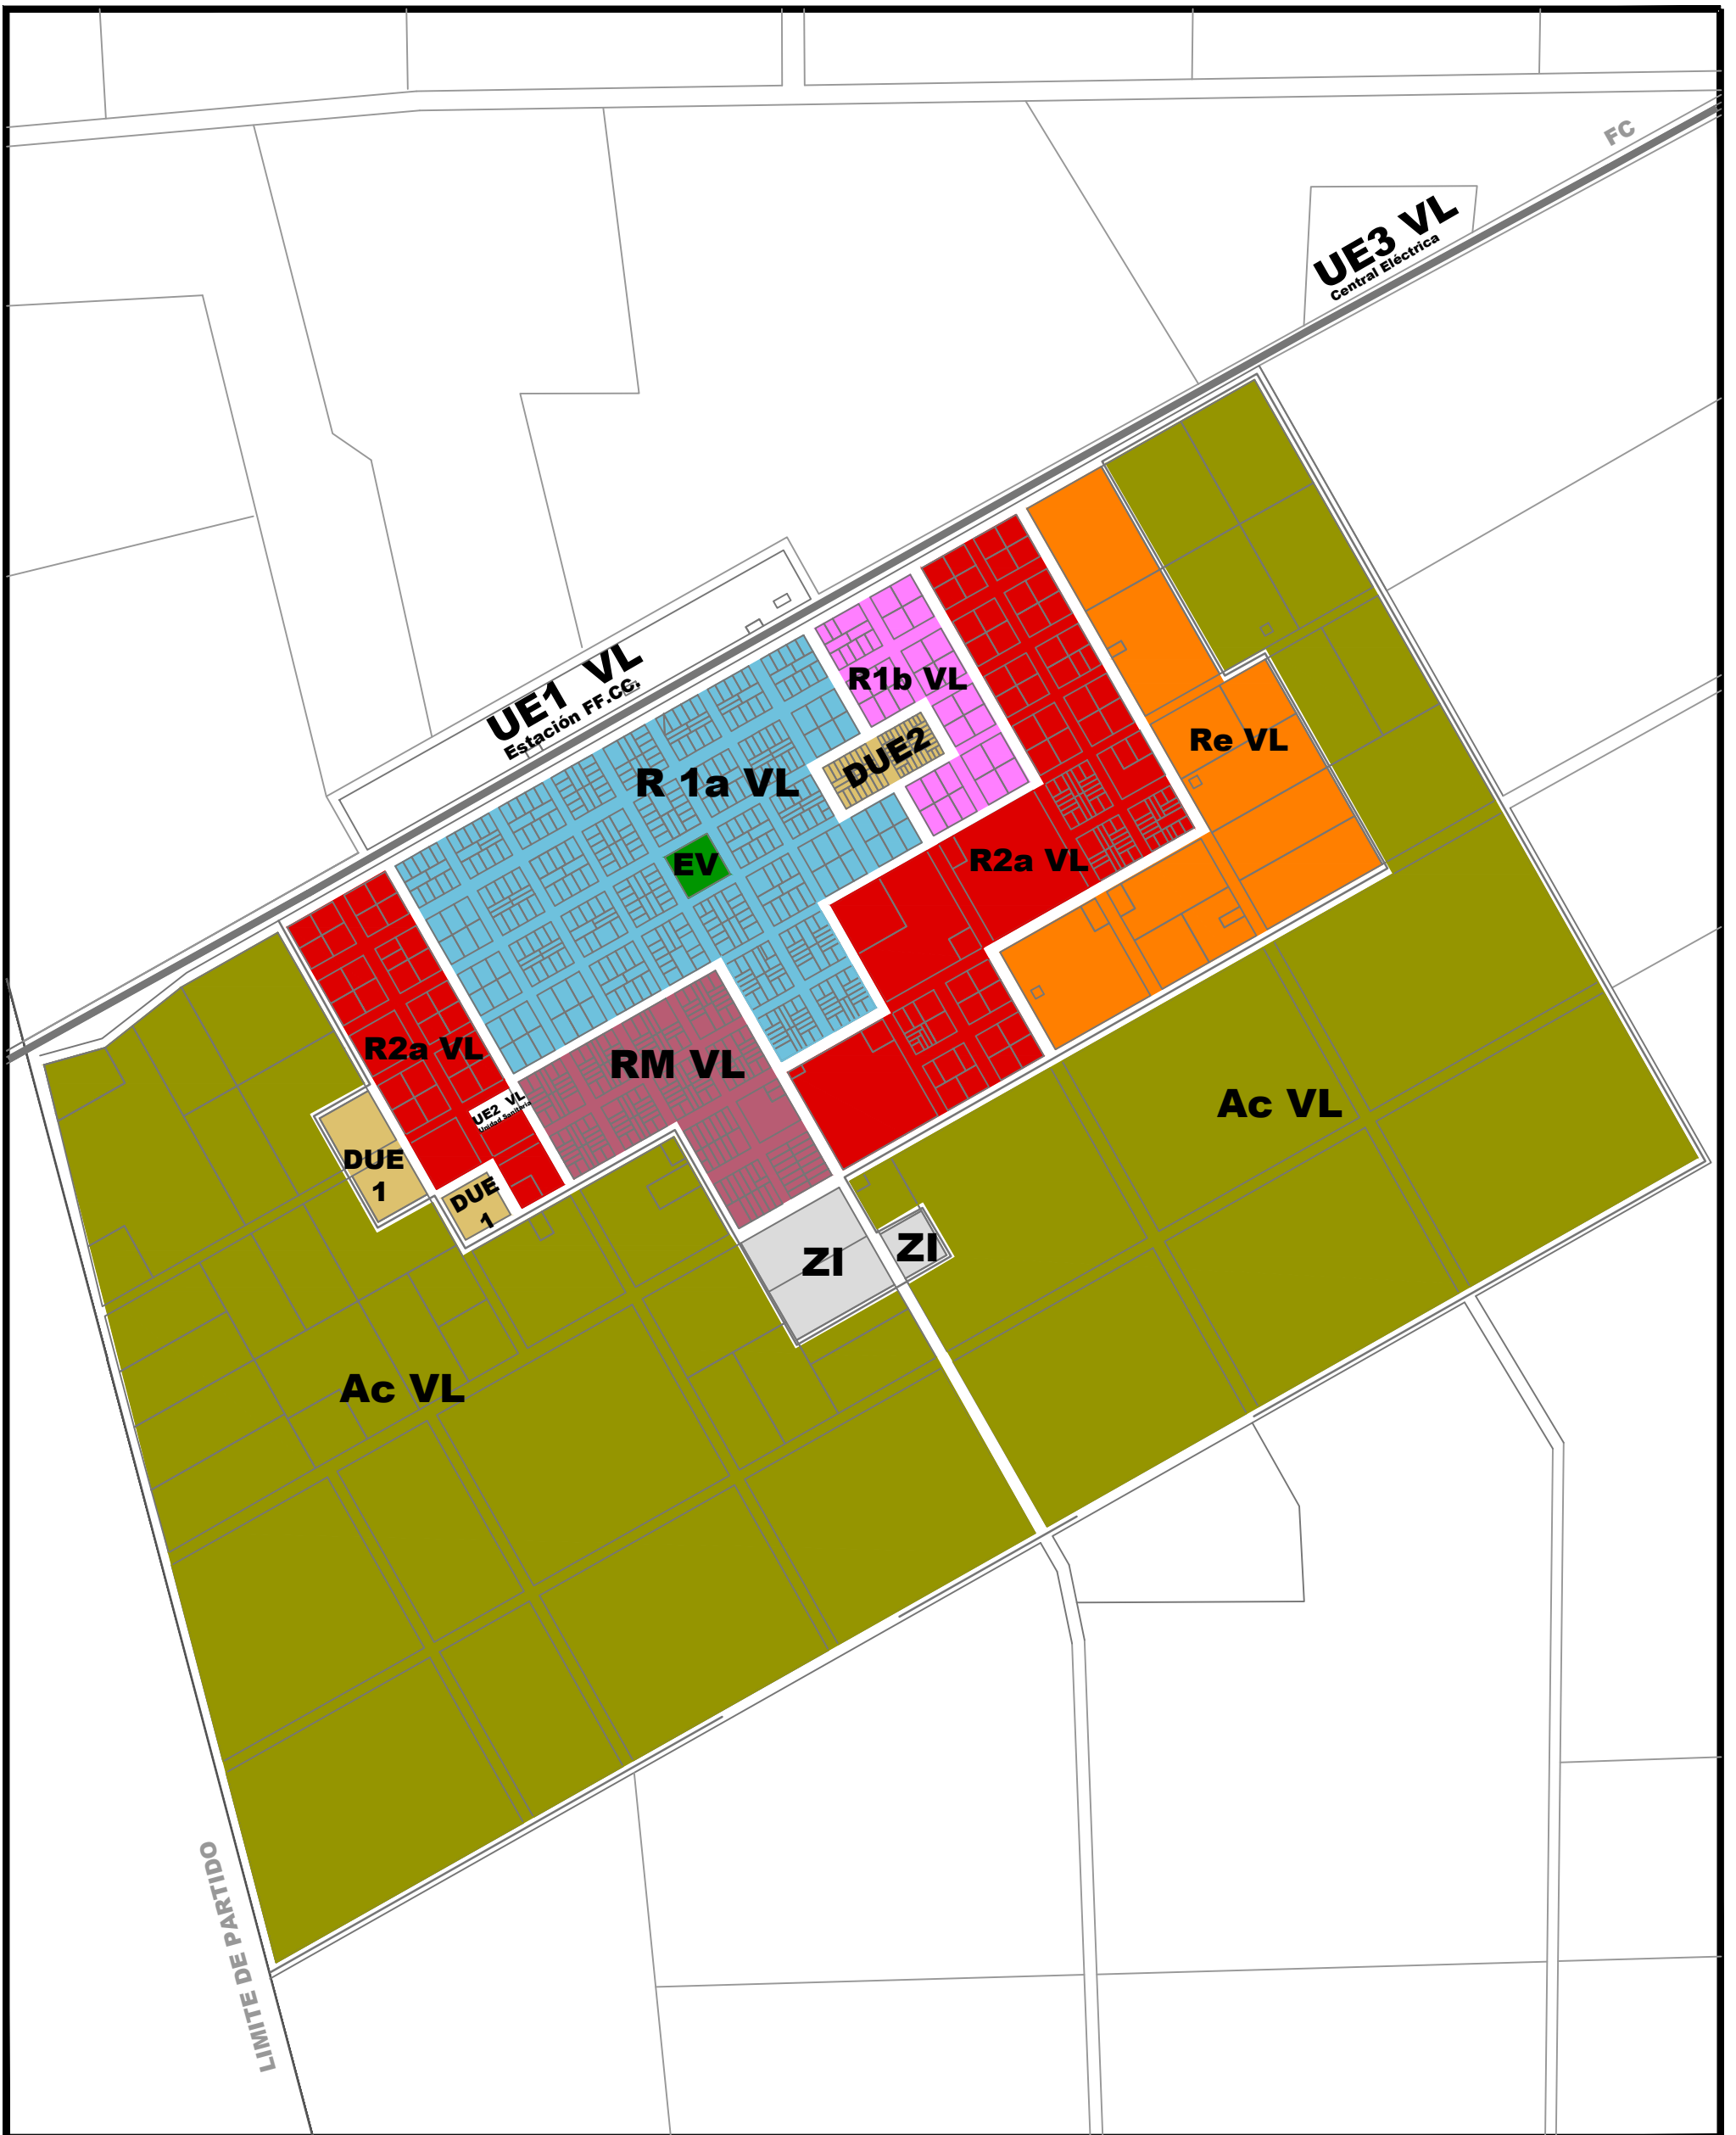 FC
UE3 VL
Central Eléctrica
UE1 VL
Estación FF.CC.
R1b VL
DUE2
Re VL
R 1a VL
EV
R2a VL
R2a VL
RM VL
UE2 VL
Unidad Sanitaria
Ac VL
DUE
1
DUE
1
ZI
ZI
Ac VL
LIMITE DE PARTIDO